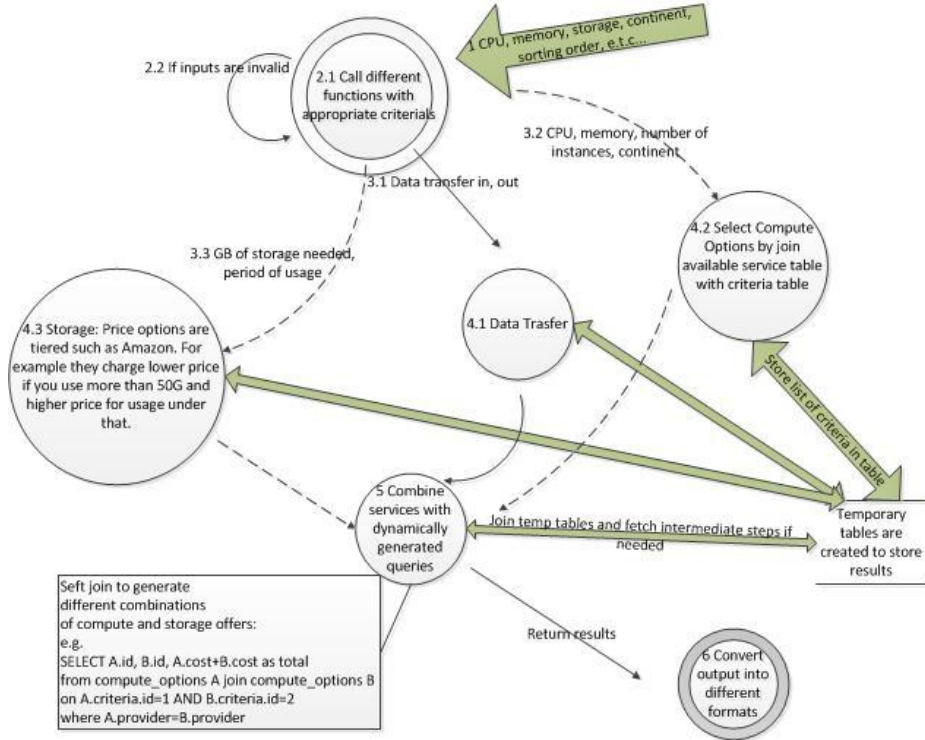 1 CPU, memory, storage, continent,
sorting order, e.t.c...
2.2 If inputs are invalid
2.1 Call different
functions with
appropriate criterials
3.2 CPU, memory, number of
instances, continent
3.1 Data transfer in, out
3.3 GB of storage needed,
period of usage
4.2 Select Compute
Options by join
available service table
with criteria table
4.3 Storage: Price options are
tiered such as Amazon. For
example they charge lower price
if you use more than 50G and
higher price for usage under
that.
4.1 Data Trasfer
Store list of criteria in table
5 Combine
services with
dynamically
generated
queries
Join temp tables and fetch intermediate steps if
needed
Temporary
tables are
created to store
results
Seft join to generate
different combinations
of compute and storage offers:
e.g.
SELECT A.id, B.id, A.cost+B.cost as total
from compute_options A join compute_options B
on A.criteria.id=1 AND B.criteria.id=2
where A.provider=B.provider
Return results
6 Convert
output into
different
formats